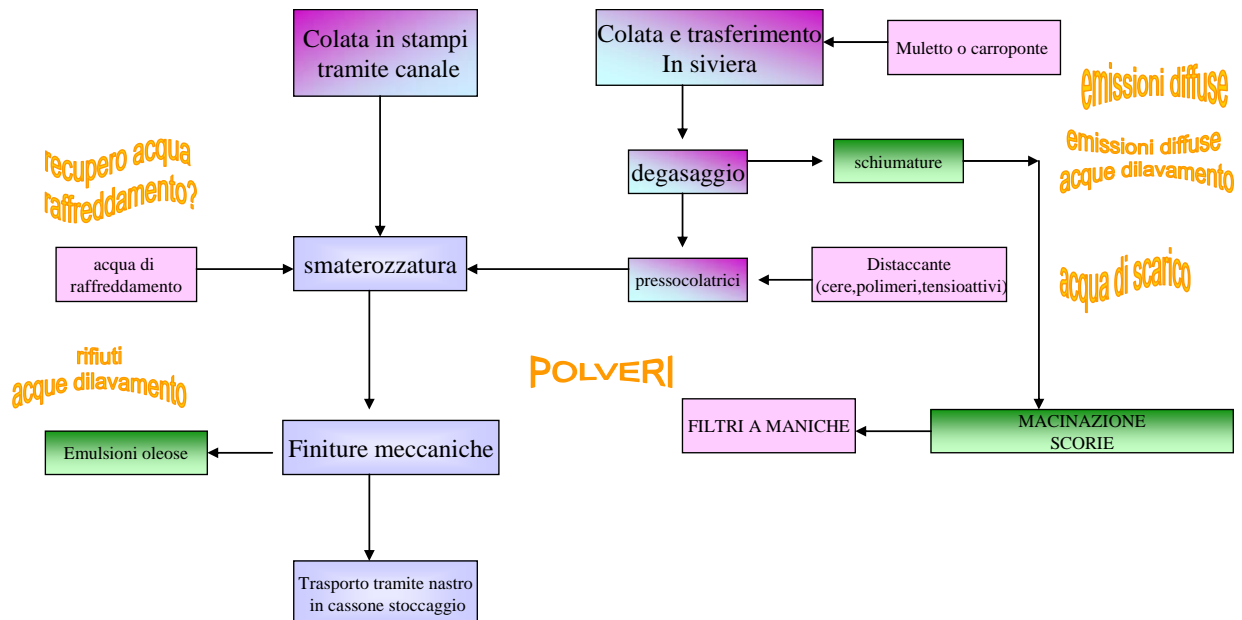 Colata in stampi
tramite canale
Colata e trasferimento
In siviera
Muletto o carroponte
emissioni diffuse
emissioni diffuse
acque dilavamento
recupero acqua
raffreddamento?
degasaggio
schiumature
acqua di
raffreddamento
smaterozzatura
pressocolatrici
Distaccante
(cere,polimeri,tensioattivi)
acqua di scarico
rifiuti
acque dilavamento
POLVERI
FILTRI A MANICHE
MACINAZIONE
SCORIE
Emulsioni oleose
Finiture meccaniche
Trasporto tramite nastro
in cassone stoccaggio